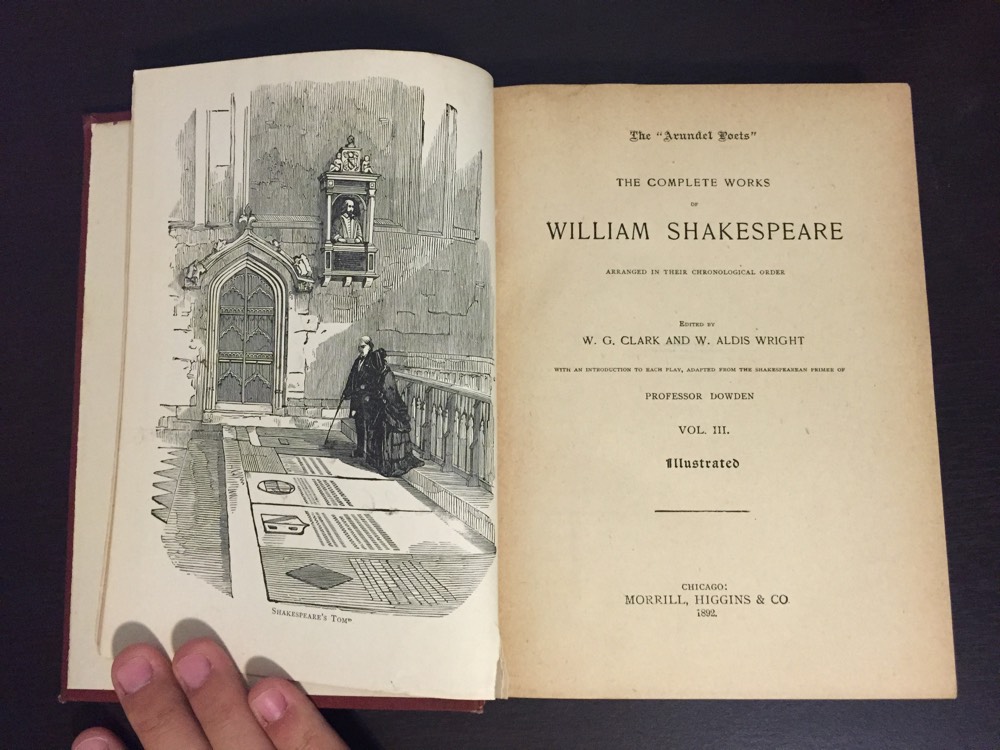 SHAKESPEARE'S TOMB
The "Arundel Poets"
THE COMPLETE WORKS
OF
WILLIAM SHAKESPEARE
ARRANGED IN THEIR CHRONOLOGICAL ORDER
EDITED BY
W. G. CLARK AND W. ALDIS WRIGHT
WITH AN INTRODUCTION TO EACH PLAY, ADAPTED FROM THE SHAKESPEAREAN PRIMER OF
PROFESSOR DOWDEN
VOL. III.
Illustrated
CHICAGO:
MORRILL, HIGGINS & CO.
1892.